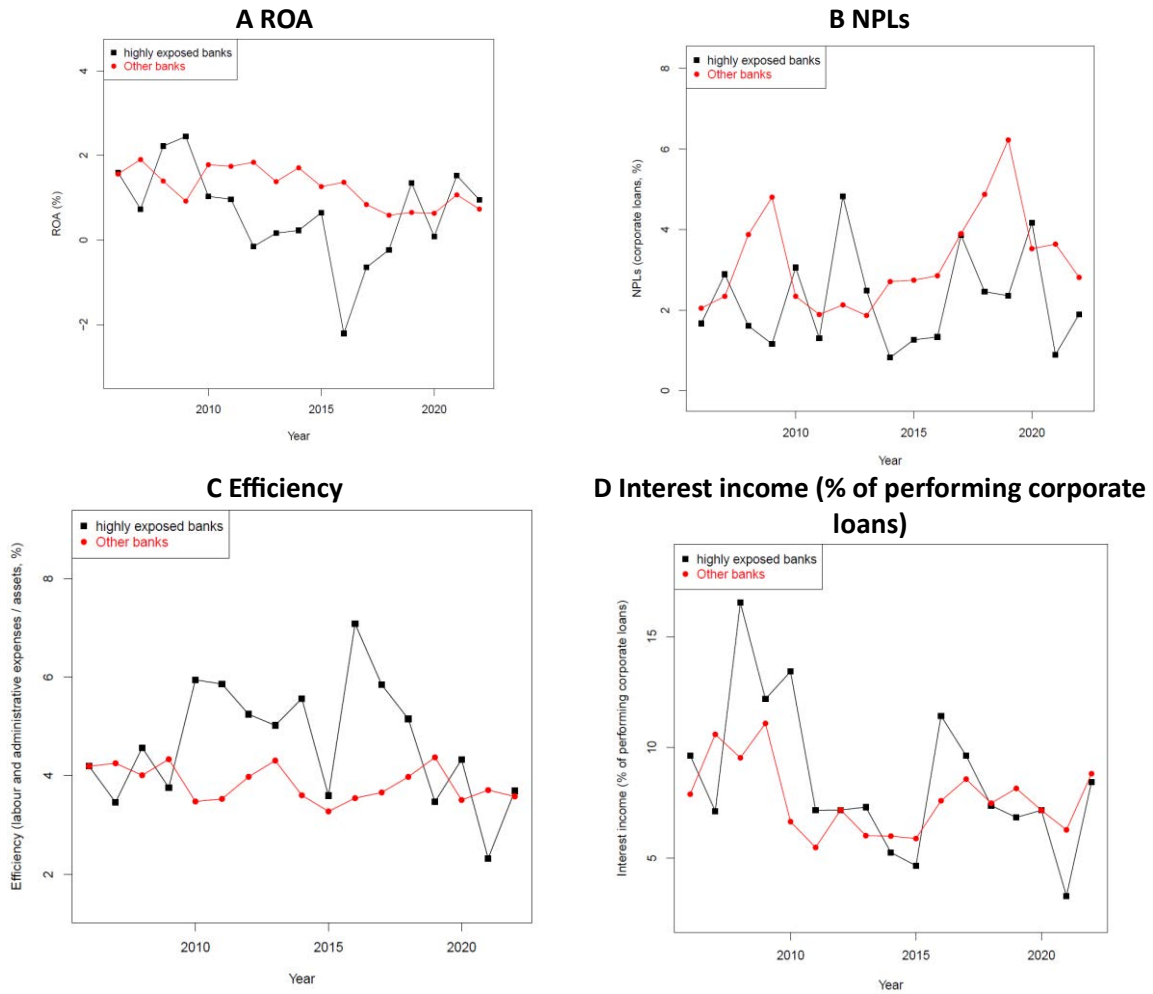 A ROA
highly exposed banks
Other banks
4
2
0
−2
ROA (%)
2010
2015
2020
Year
B NPLs
highly exposed banks
Other banks
8
6
4
2
0
NPLs (corporate loans, %)
2010
2015
2020
Year
C Efficiency
highly exposed banks
Other banks
8
6
4
2
Efficiency (labour and administrative expenses / assets, %)
2010
2015
2020
Year
D Interest income (% of performing corporate
loans)
highly exposed banks
Other banks
15
10
5
Interest income (% of performing corporate loans)
2010
2015
2020
Year